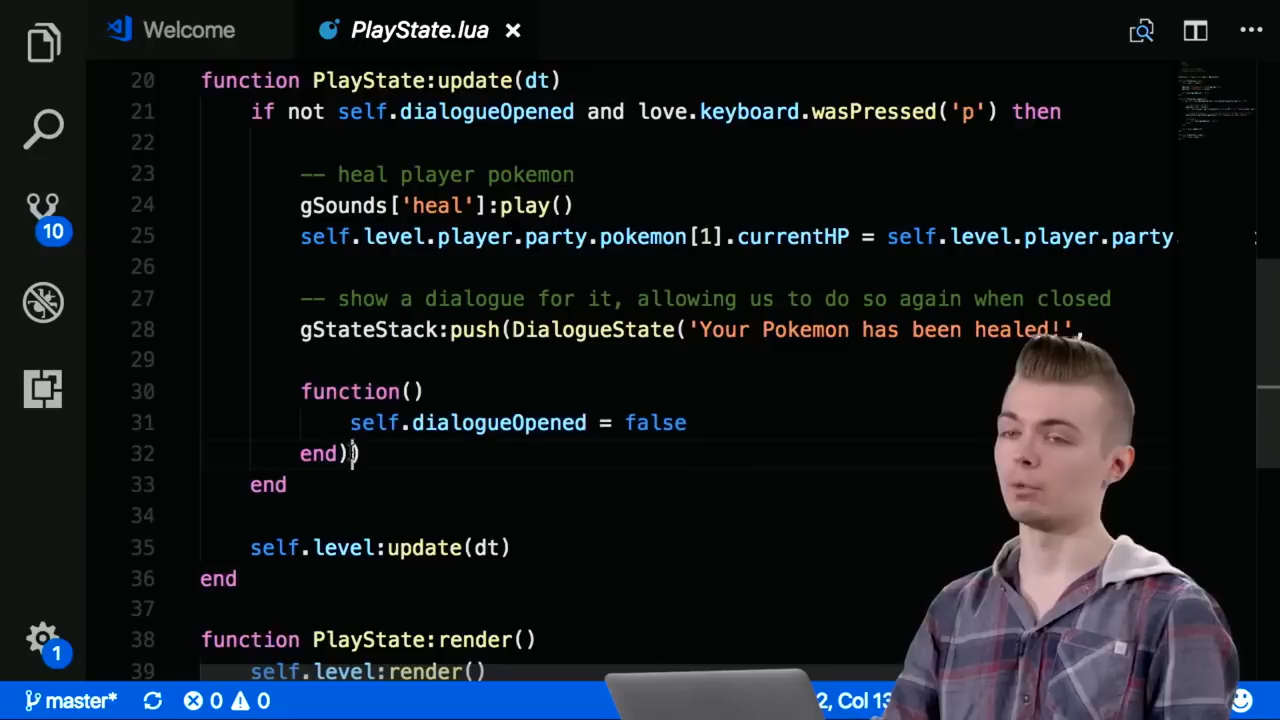 Welcome
PlayState.lua
20 function PlayState:update(dt)
21 if not self.dialogueOpened and love.keyboard.wasPressed('p') then
22
23 -- heal player pokemon
24 gSounds['heal']:play()
25 self.level.player.party.pokemon[1].currentHP = self.level.player.party.
26
27 -- show a dialogue for it, allowing us to do so again when closed
28 gStateStack:push(DialogueState('Your Pokemon has been healed!',
29
30 function()
31 self.dialogueOpened = false
32 end))
33 end
34
35 self.level:update(dt)
36 end
37
38 function PlayState:render()
39 self.level:render()
10
1
master* 0 0 2, Col 13